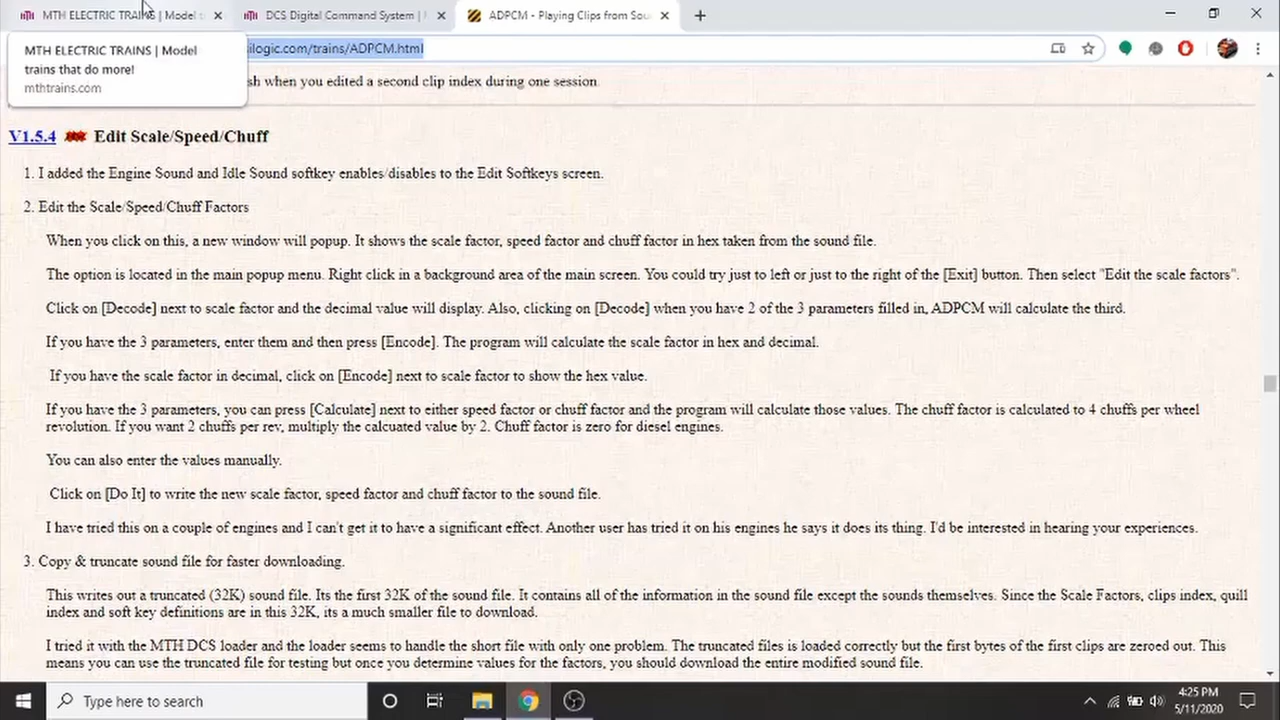 MTH ELECTRIC TRAINS | Model t
DCS Digital Command System |
ADPCM - Playing Clips from Sou
MTH ELECTRIC TRAINS | Model
trains that do more!
mthtrains.com
silogic.com/trains/ADPCM.html
sh when you edited a second clip index during one session.
V1.5.4 Edit Scale/Speed/Chuff
1. I added the Engine Sound and Idle Sound softkey enables/disables to the Edit Softkeys screen.
2. Edit the Scale/Speed/Chuff Factors
When you click on this, a new window will popup. It shows the scale factor, speed factor and chuff factor in hex taken from the sound file.
The option is located in the main popup menu. Right click in a background area of the main screen. You could try just to left or just to the right of the [Exit] button. Then select "Edit the scale factors".
Click on [Decode] next to scale factor and the decimal value will display. Also, clicking on [Decode] when you have 2 of the 3 parameters filled in, ADPCM will calculate the third.
If you have the 3 parameters, enter them and then press [Encode]. The program will calculate the scale factor in hex and decimal.
If you have the scale factor in decimal, click on [Encode] next to scale factor to show the hex value.
If you have the 3 parameters, you can press [Calculate] next to either speed factor or chuff factor and the program will calculate those values. The chuff factor is calculated to 4 chuffs per wheel
revolution. If you want 2 chuffs per rev, multiply the calcuated value by 2. Chuff factor is zero for diesel engines.
You can also enter the values manually.
Click on [Do It] to write the new scale factor, speed factor and chuff factor to the sound file.
I have tried this on a couple of engines and I can't get it to have a significant effect. Another user has tried it on his engines he says it does its thing. I'd be interested in hearing your experiences.
3. Copy & truncate sound file for faster downloading.
This writes out a truncated (32K) sound file. Its the first 32K of the sound file. It contains all of the information in the sound file except the sounds themselves. Since the Scale Factors, clips index, quill
index and soft key definitions are in this 32K, its a much smaller file to download.
I tried it with the MTH DCS loader and the loader seems to handle the short file with only one problem. The truncated files is loaded correctly but the first bytes of the first clips are zeroed out. This
means you can use the truncated file for testing but once you determine values for the factors, you should download the entire modified sound file.
Type here to search
4:25 PM
5/11/2020